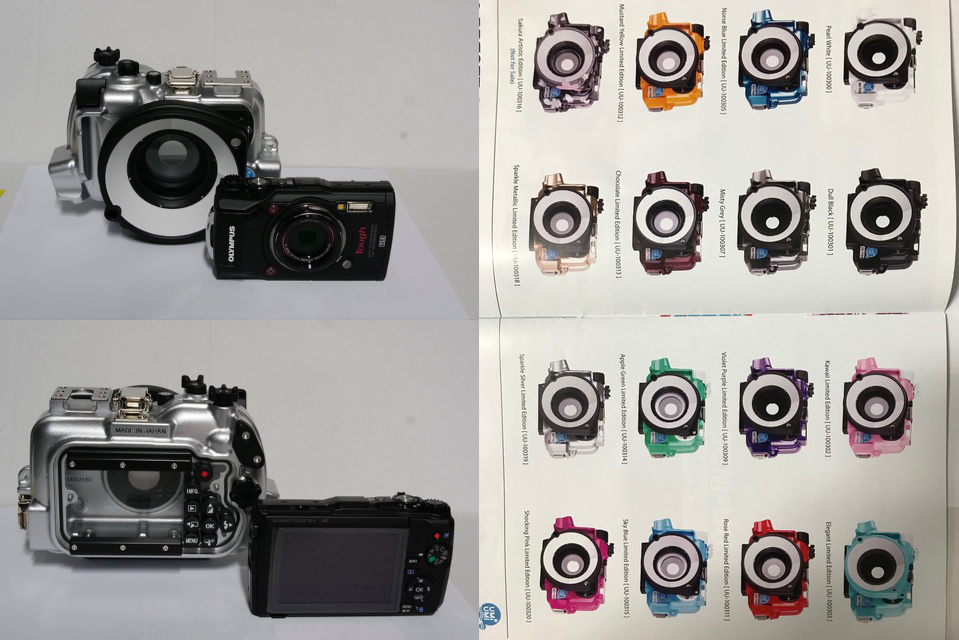 OLYMPUS
Tough
MADE IN JAPAN
INFO.
OK
MENU
Pearl White [ UU-100300 ]
Norse Blue Limited Edition [ UU-100305 ]
Mustard Yellow Limited Edition [ UU-100312 ]
Sakura Artistic Edition [ UU-100316 ]
(Not for Sale)
Dull Black [ UU-100301 ]
Misty Grey [ UU-100307 ]
Chocolate Limited Edition [ UU-100313 ]
Sparkle Metallic Limited Edition [ UU-100318 ]
Kawaii Limited Edition [ UU-100302 ]
Violet Purple Limited Edition [ UU-100309 ]
Apple Green Limited Edition [ UU-100314 ]
Sparkle Silver Limited Edition [ UU-100319 ]
Elegant Limited Edition [ UU-100303 ]
Rose Red Limited Edition [ UU-100311 ]
Sky Blue Limited Edition [ UU-100315 ]
Shocking Pink Limited Edition [ UU-100320 ]